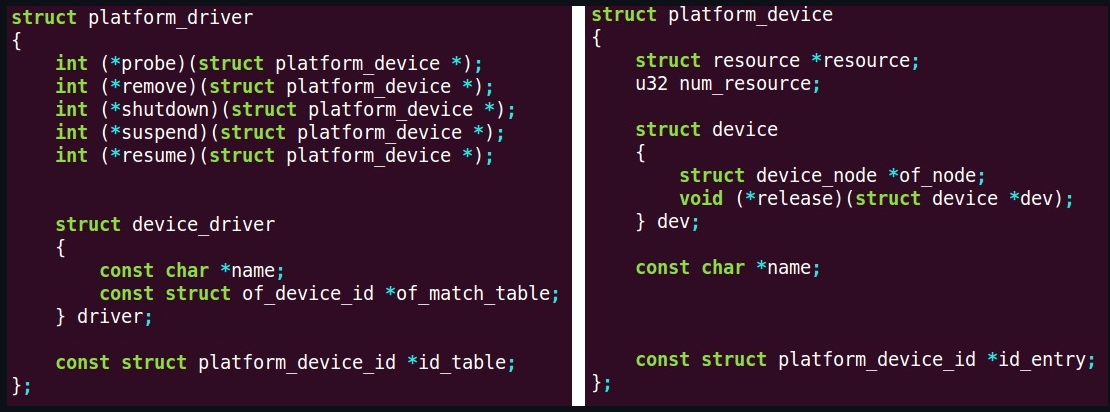 struct platform_driver
{
    int (*probe)(struct platform_device *);
    int (*remove)(struct platform_device *);
    int (*shutdown)(struct platform_device *);
    int (*suspend)(struct platform_device *);
    int (*resume)(struct platform_device *);
    struct device_driver
    {
        const char *name;
        const struct of_device_id *of_match_table;
    } driver;
    const struct platform_device_id *id_table;
};
struct platform_device
{
    struct resource *resource;
    u32 num_resource;
    struct device
    {
        struct device_node *of_node;
        void (*release)(struct device *dev);
    } dev;
    const char *name;
    const struct platform_device_id *id_entry;
};